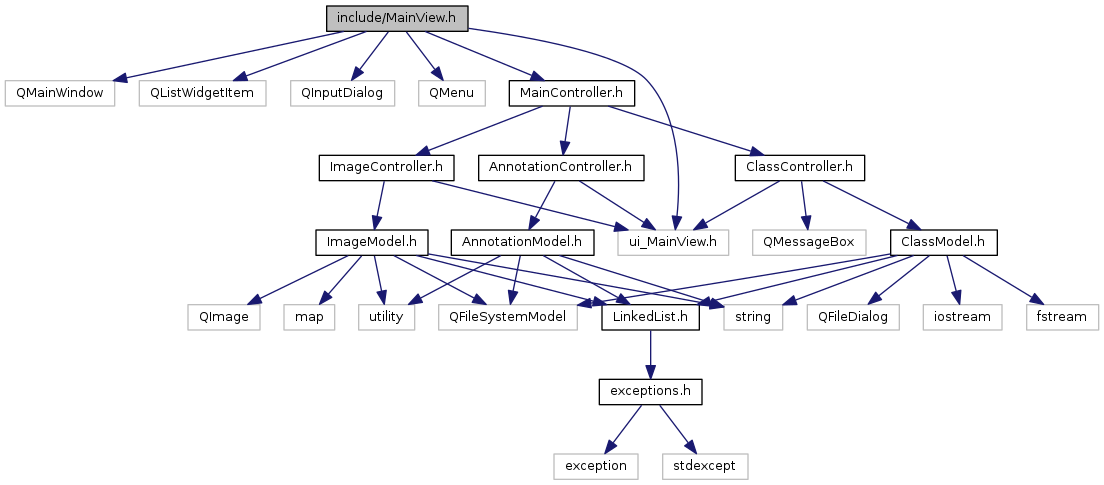 include/MainView.h
QMainWindow
QListWidgetItem
QInputDialog
QMenu
MainController.h
ImageController.h
AnnotationController.h
ClassController.h
ImageModel.h
AnnotationModel.h
ui_MainView.h
QMessageBox
ClassModel.h
QImage
map
utility
QFileSystemModel
LinkedList.h
string
QFileDialog
iostream
fstream
exceptions.h
exception
stdexcept